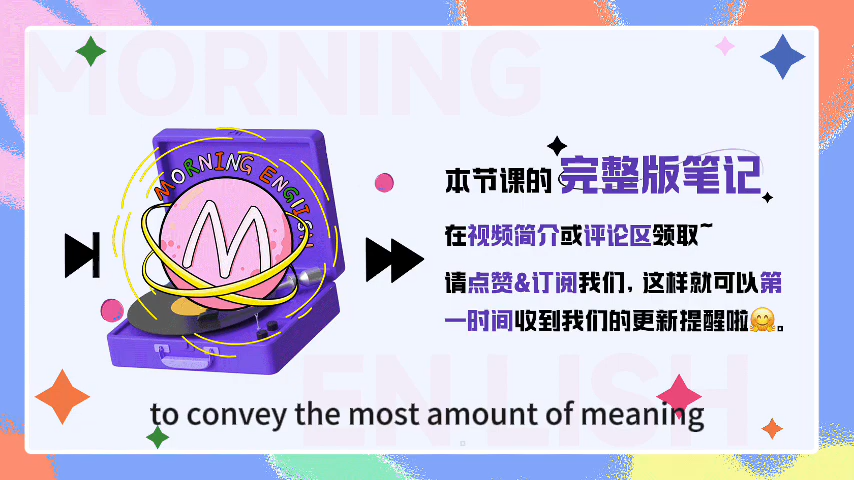 MORNING
MORNING ENGLISH
M
本节课的 完整版笔记
在视频简介或评论区领取~
请点赞&订阅我们，这样就可以第
一时间收到我们的更新提醒啦🤗。
EN LISH
to convey the most amount of meaning